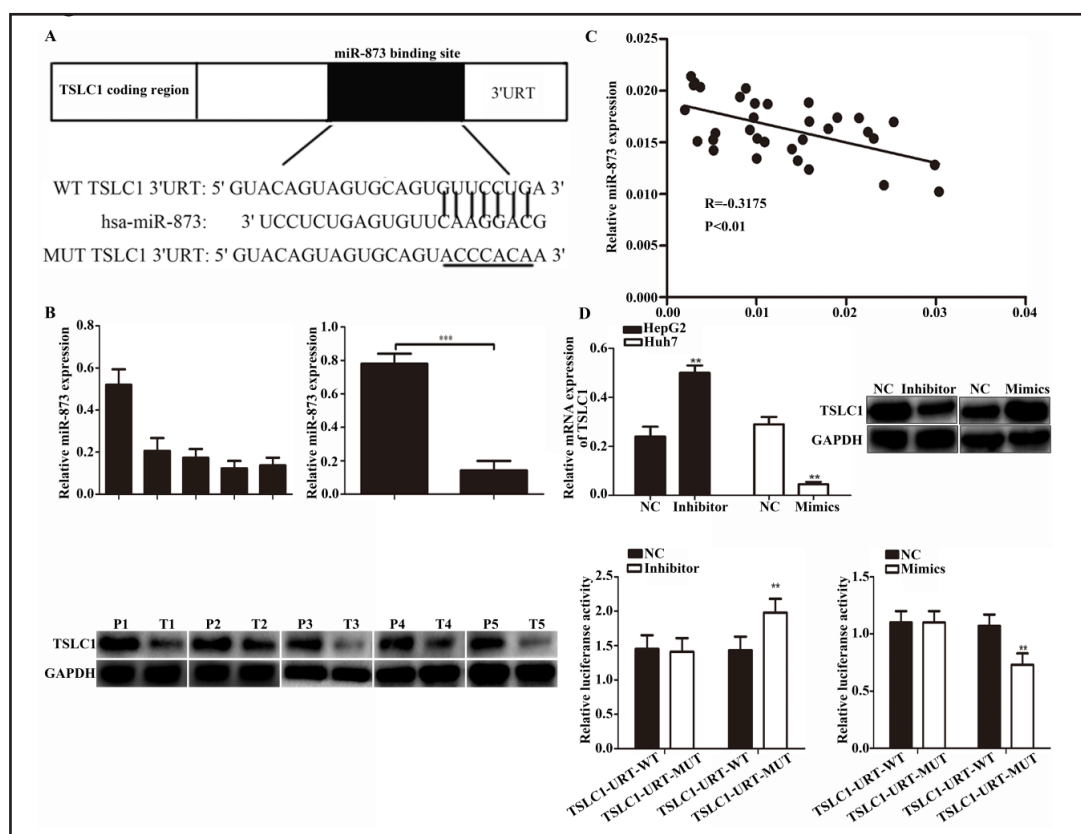 A
miR-873 binding site
TSLC1 coding region
3'URT
WT TSLC1 3'URT: 5' GUACAGUAGUGCAGUGUUCCUGA 3'
hsa-miR-873: 3' UCCUCUGAGUGUUCAAGGACG
MUT TSLC1 3'URT: 5' GUACAGUAGUGCAGUACCCACAA 3'
C
Relative miR-873 expression
0.020
0.015
0.010
0.005
0.000
0.00 0.01 0.02 0.03 0.04
R=-0.3175
P<0.01
B
Relative miR-873 expression
0.8
0.6
0.4
0.2
0.0
Relative miR-873 expression
1.0
0.8
0.6
0.4
0.2
0.0
***
P1 T1 P2 T2 P3 T3 P4 T4 P5 T5
TSLC1
GAPDH
D
HepG2
Huh7
Relative mRNA expression
of TSLC1
0.6
0.4
0.2
0.0
**
**
NC Inhibitor NC Mimics
NC Inhibitor NC Mimics
TSLC1
GAPDH
NC
Inhibitor
Relative luciferanse activity
2.5
2.0
1.5
1.0
0.5
0.0
**
TSLC1-URT-WT
TSLC1-URT-MUT
TSLC1-URT-WT
TSLC1-URT-MUT
NC
Mimics
Relative luciferanse activity
1.5
1.0
0.5
0.0
**
TSLC1-URT-WT
TSLC1-URT-MUT
TSLC1-URT-WT
TSLC1-URT-MUT